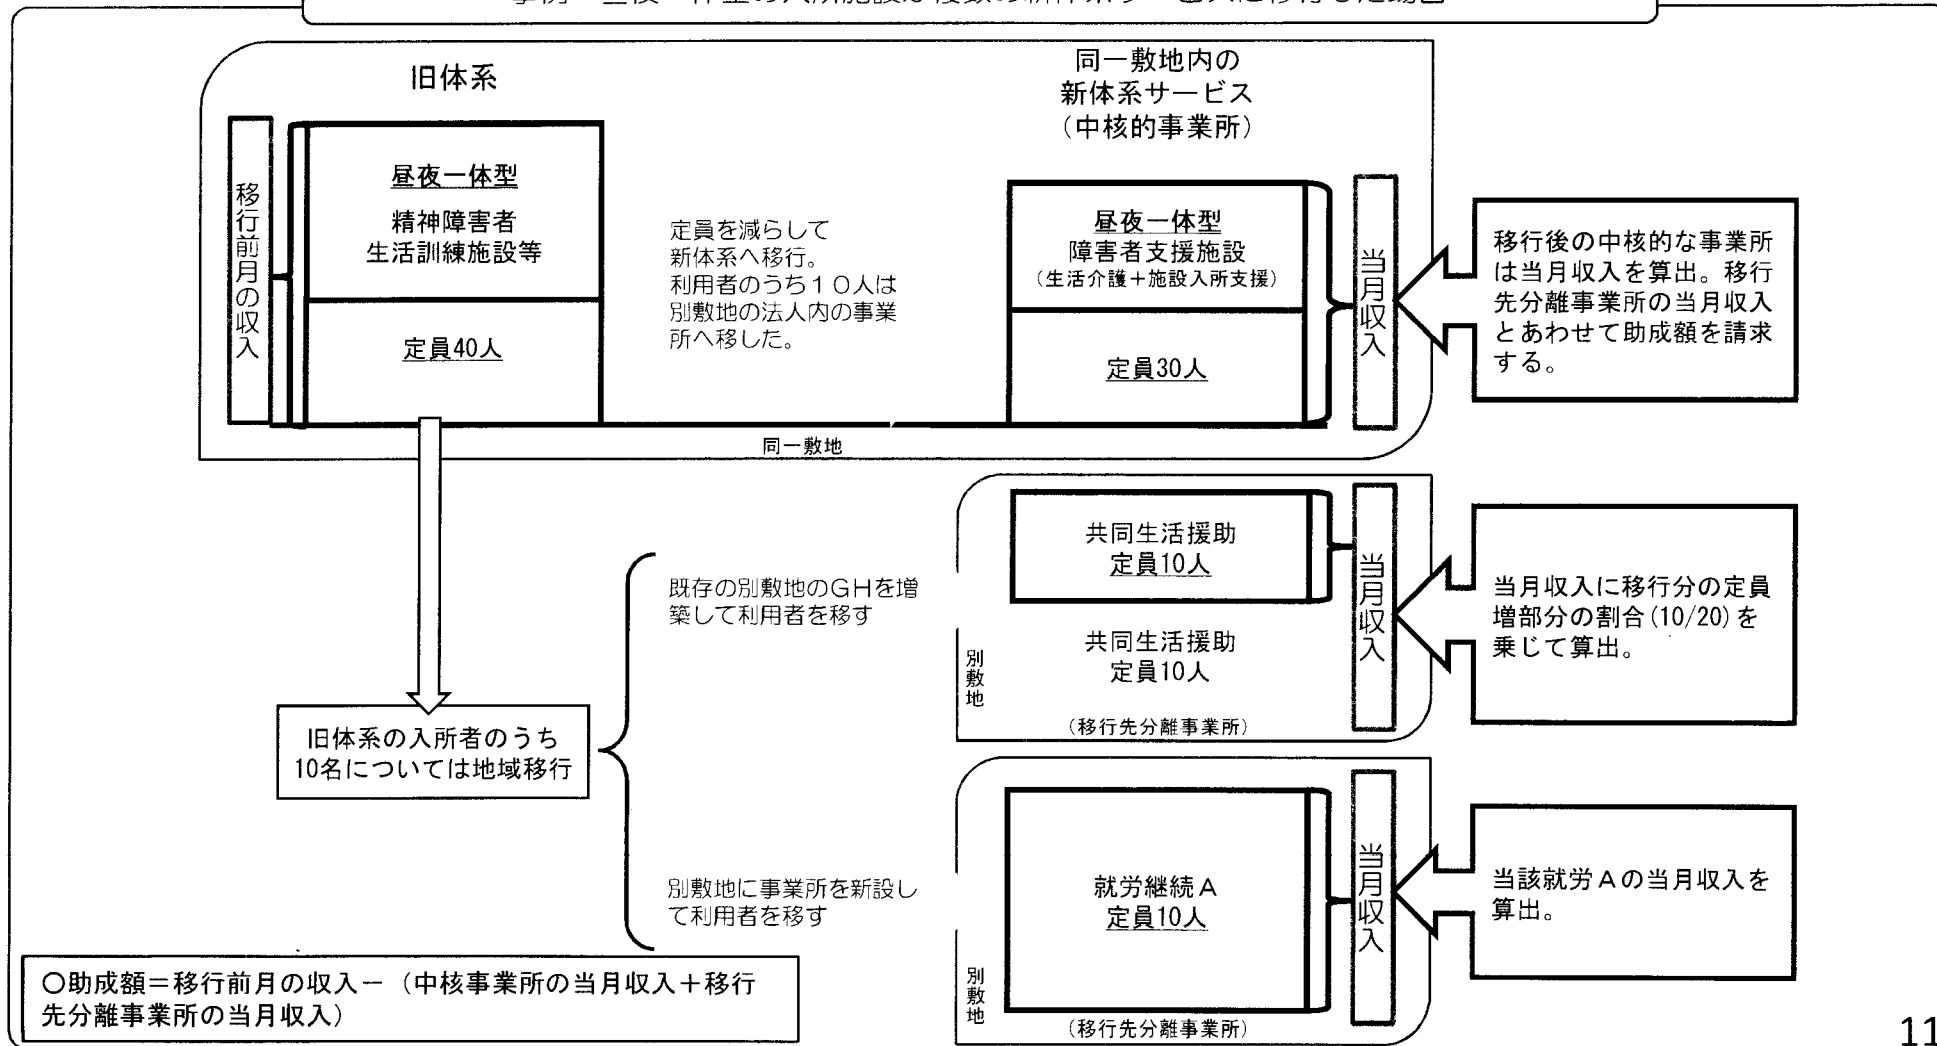 旧体系
同一敷地内の
新体系サービス
（中核的事業所）
移行前月の収入
昼夜一体型
精神障害者
生活訓練施設等
定員40人
定員を減らして
新体系へ移行。
利用者のうち１０人は
別敷地の法人内の事業
所へ移した。
昼夜一体型
障害者支援施設
（生活介護＋施設入所支援）
定員30人
当月収入
移行後の中核的な事業所
は当月収入を算出。移行
先分離事業所の当月収入
とあわせて助成額を請求
する。
同一敷地
既存の別敷地のＧＨを増
築して利用者を移す
共同生活援助
定員10人
共同生活援助
定員10人
別敷地
（移行先分離事業所）
当月収入
当月収入に移行分の定員
増部分の割合(10/20)を
乗じて算出。
旧体系の入所者のうち
10名については地域移行
別敷地に事業所を新設し
て利用者を移す
就労継続Ａ
定員10人
別敷地
（移行先分離事業所）
当月収入
当該就労Ａの当月収入を
算出。
○助成額＝移行前月の収入－（中核事業所の当月収入＋移行
先分離事業所の当月収入）
11